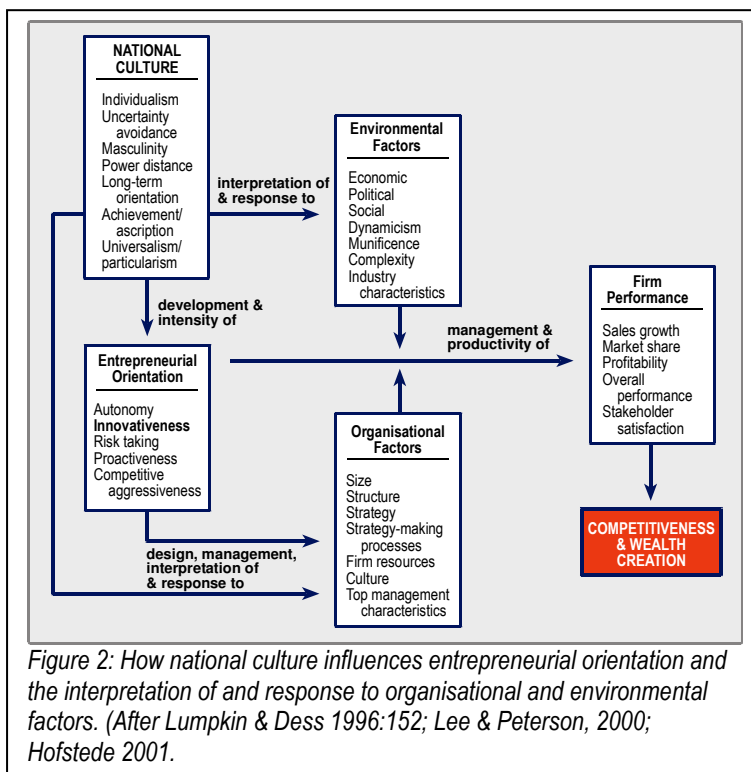 NATIONAL
CULTURE
Individualism
Uncertainty
avoidance
Masculinity
Power distance
Long-term
orientation
Achievement/
ascription
Universalism/
particularism
interpretation of
& response to
Environmental
Factors
Economic
Political
Social
Dynamicism
Munificence
Complexity
Industry
characteristics
development &
intensity of
management &
productivity of
Firm
Performance
Sales growth
Market share
Profitability
Overall
performance
Stakeholder
satisfaction
Entrepreneurial
Orientation
Autonomy
Innovativeness
Risk taking
Proactiveness
Competitive
aggressiveness
Organisational
Factors
Size
Structure
Strategy
Strategy-making
processes
Firm resources
Culture
Top management
characteristics
design, management,
interpretation of
& response to
COMPETITIVENESS
& WEALTH
CREATION
Figure 2: How national culture influences entrepreneurial orientation and
the interpretation of and response to organisational and environmental
factors. (After Lumpkin & Dess 1996:152; Lee & Peterson, 2000;
Hofstede 2001.